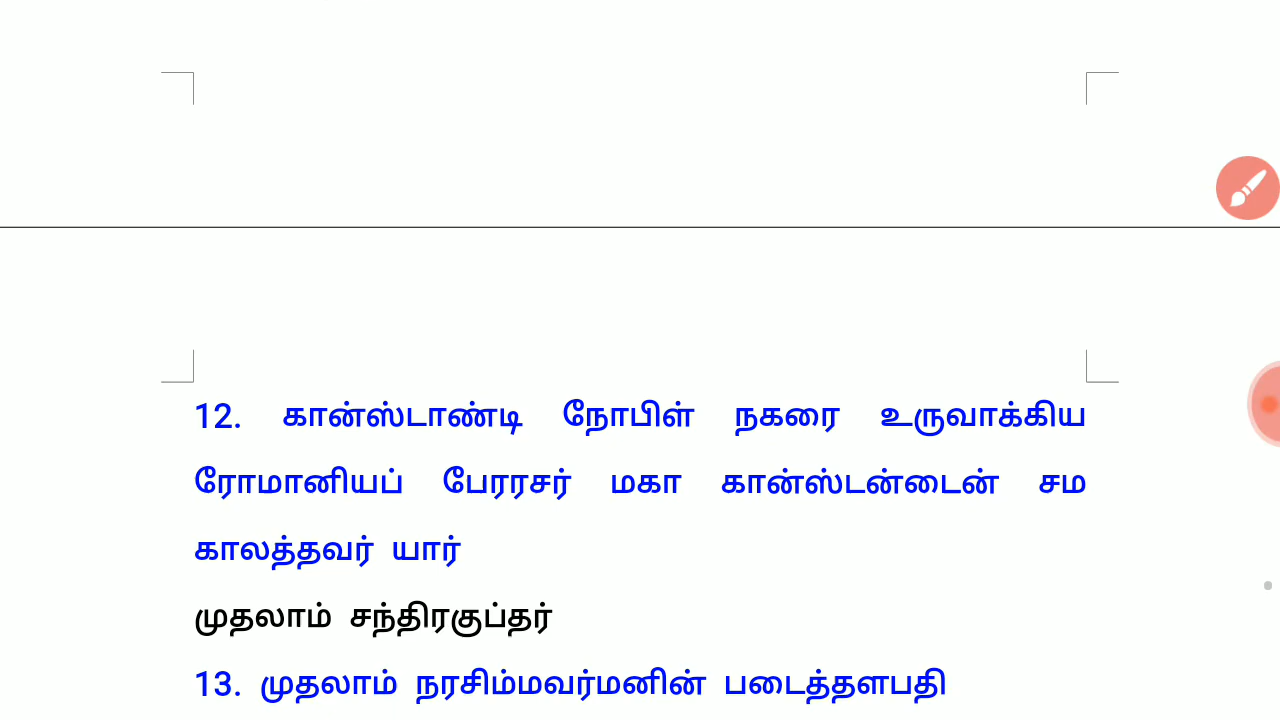 12. கான்ஸ்டாண்டி நோபிள் நகரை உருவாக்கிய
ரோமானியப் பேரரசர் மகா கான்ஸ்டன்டைன் சம
காலத்தவர் யார்
முதலாம் சந்திரகுப்தர்
13. முதலாம் நரசிம்மவர்மனின் படைத்தளபதி